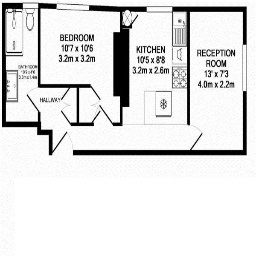 BEDROOM
10'7 x 10'6
3.2m x 3.2m
KITCHEN
10'5 x 8'8
3.2m x 2.6m
RECEPTION
ROOM
13' x 7'3
4.0m x 2.2m
BATHROOM
HALLWAY